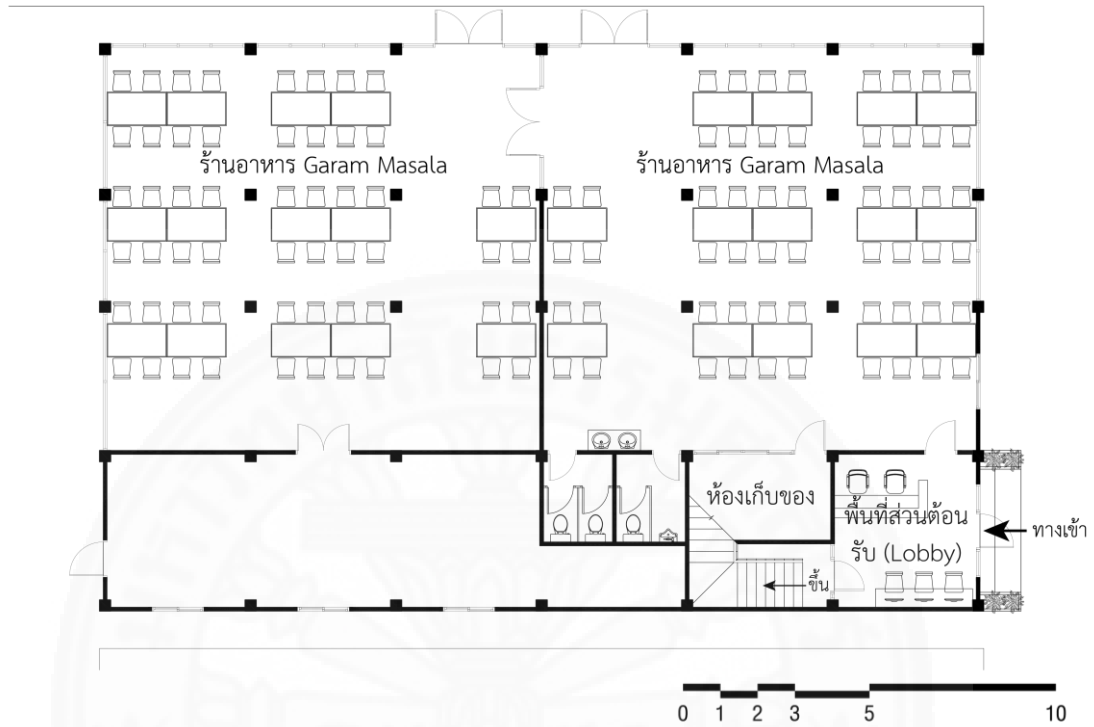 ร้านอาหาร Garam Masala
ร้านอาหาร Garam Masala
ห้องเก็บของ
พื้นที่ส่วนต้อน
รับ (Lobby)
ทางเข้า
ขึ้น
0 1 2 3 5 10